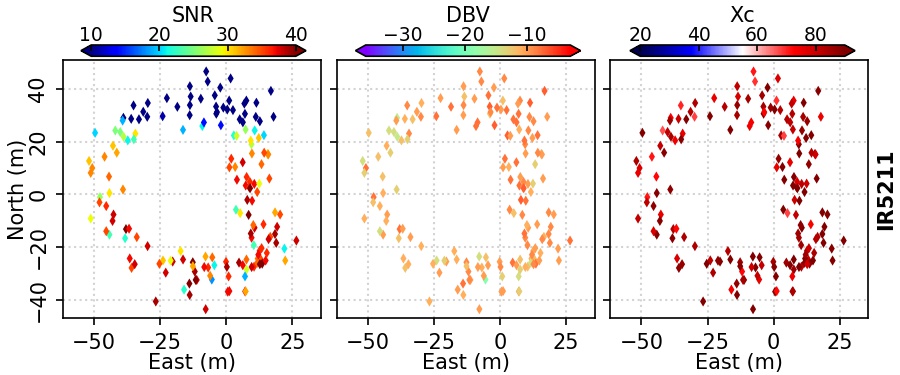 SNR DBV Xc
10 20 30 40 −30 −20 −10 20 40 60 80
40
20
0
−20
−40
North (m)
IR5211
−50 −25 0 25 −50 −25 0 25 −50 −25 0 25
East (m) East (m) East (m)